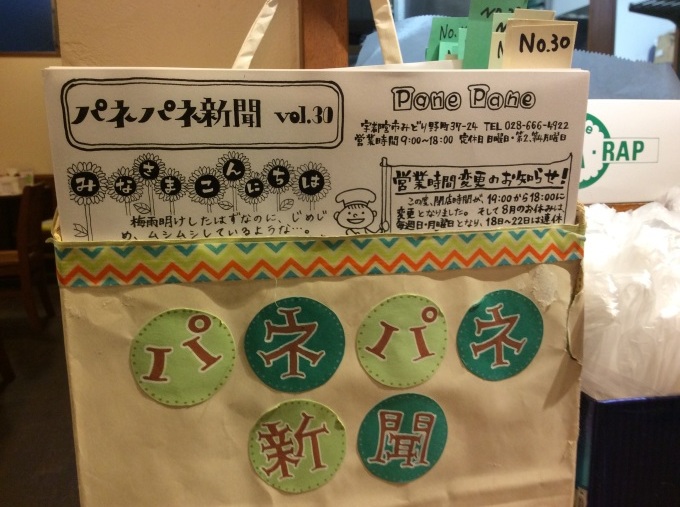 No.30
パネパネ新聞 vol.30
Pane Pane
宇都宮市みどり野町37-24 TEL 028-666-4922
営業時間 9:00~18:00 定休日 日曜日・第2、第4月曜日
みなさまこんにちは
梅雨明けしたはずなのに、じめじ
め、ムシムシしているような…。
営業時間変更のお知らせ!
この度、閉店時間が、19:00から18:00に
変更となりました。そして8月のお休みは
毎週日・月曜日となり、18日~22日は連休
RAP
パネパネ
新聞